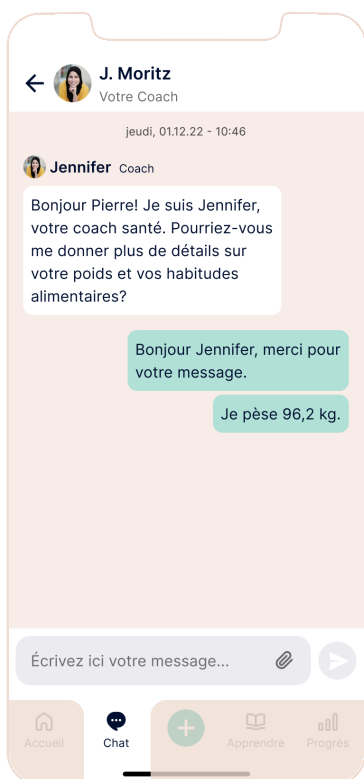 J. Moritz
Votre Coach
jeudi, 01.12.22 - 10:46
Jennifer Coach
Bonjour Pierre! Je suis Jennifer,
votre coach santé. Pourriez-vous
me donner plus de détails sur
votre poids et vos habitudes
alimentaires?
Bonjour Jennifer, merci pour
votre message.
Je pèse 96,2 kg.
Écrivez ici votre message...
Accueil
Chat
Apprendre
Progrès